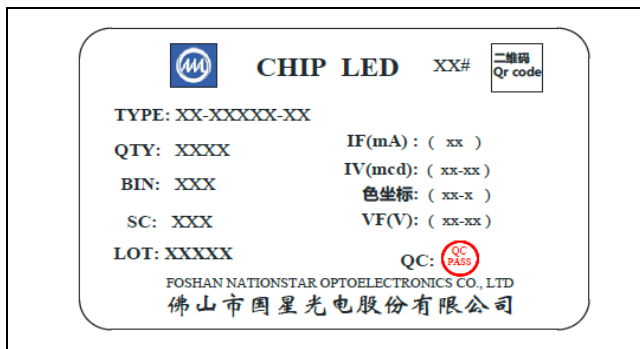 CHIP LED XX# 二维码
Qr code
TYPE: XX-XXXXX-XX
QTY: XXXX
BIN: XXX
SC: XXX
LOT: XXXXX
IF(mA) : ( xx )
IV(mcd): ( xx-xx )
色坐标: ( xx-x )
VF(V): ( xx-xx )
QC: QC
PASS
FOSHAN NATIONSTAR OPTOELECTRONICS CO., LTD
佛山市国星光电股份有限公司